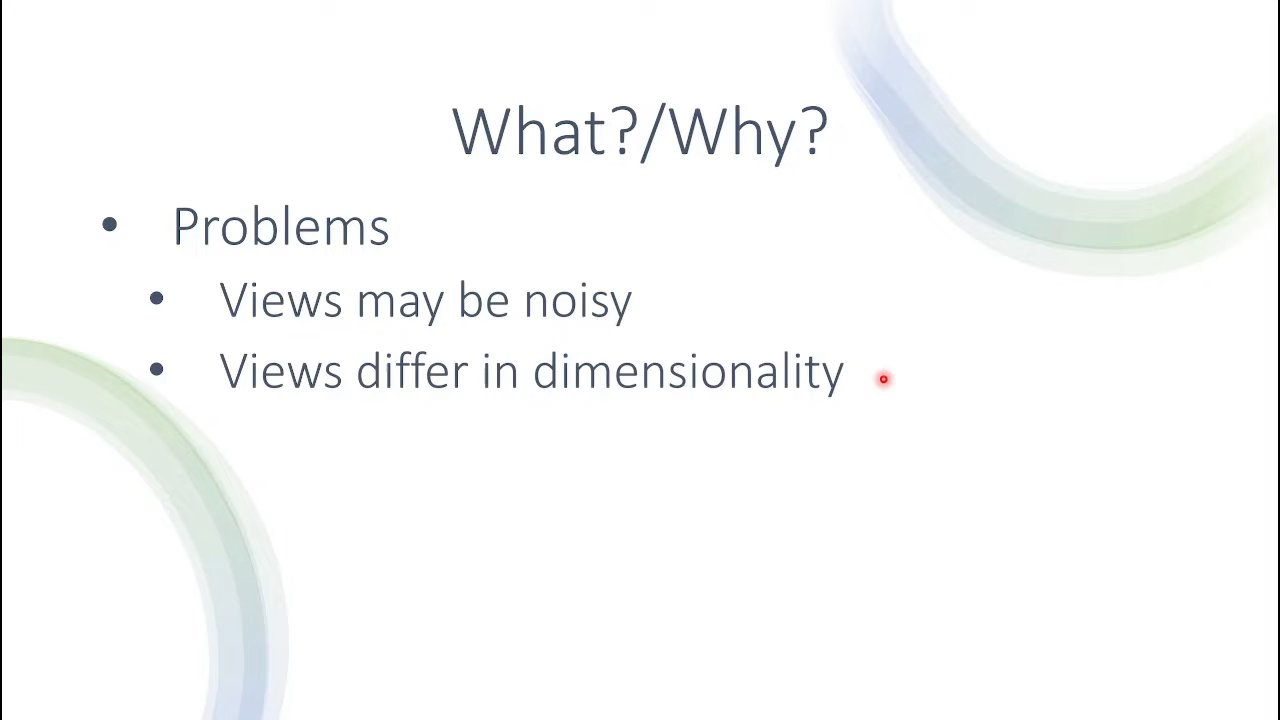 What?/Why?
• Problems
• Views may be noisy
• Views differ in dimensionality